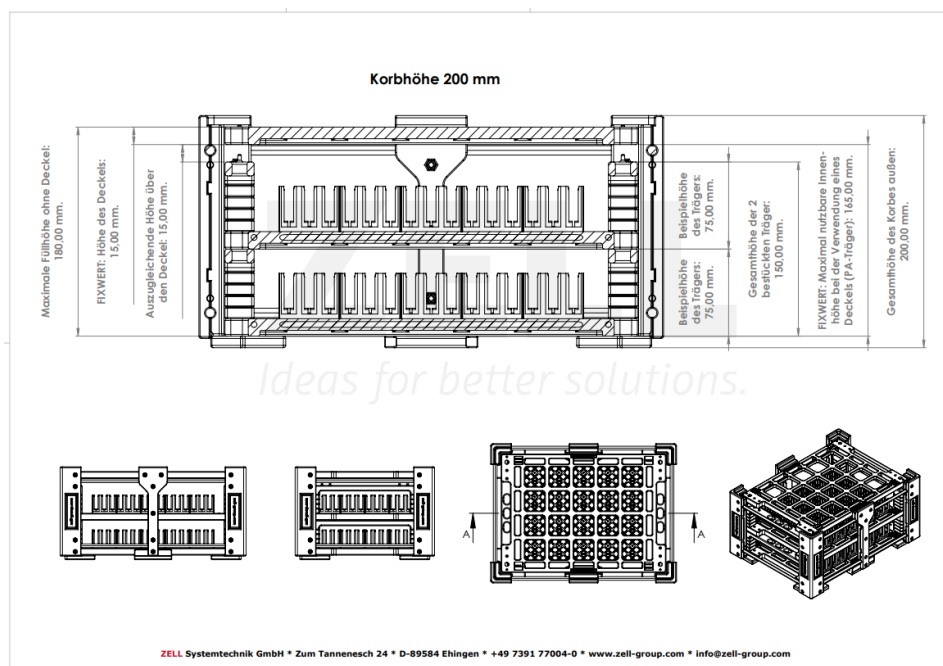 Korbhöhe 200 mm
Maximale Füllhöhe ohne Deckel:
180,00 mm.
FIXWERT: Höhe des Deckels:
15,00 mm.
Auszugleichende Höhe über
den Deckel: 15,00 mm.
Beispielhöhe
des Trägers:
75,00 mm.
Beispielhöhe
des Trägers:
75,00 mm.
Gesamthöhe der 2
bestückten Träger:
150,00 mm.
FIXWERT: Maximal nutzbare Innen-
höhe bei der Verwendung eines
Deckels (PA-Träger): 165,00 mm.
Gesamthöhe des Korbes außen:
200,00 mm.
ZELL
Ideas for better solutions.
A
A
ZELL Systemtechnik GmbH * Zum Tannenesch 24 * D-89584 Ehingen * +49 7391 77004-0 * www.zell-group.com * info@zell-group.com